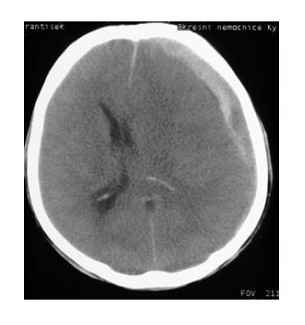 rantisek
Okresni nemocnice Ky
FOV 211